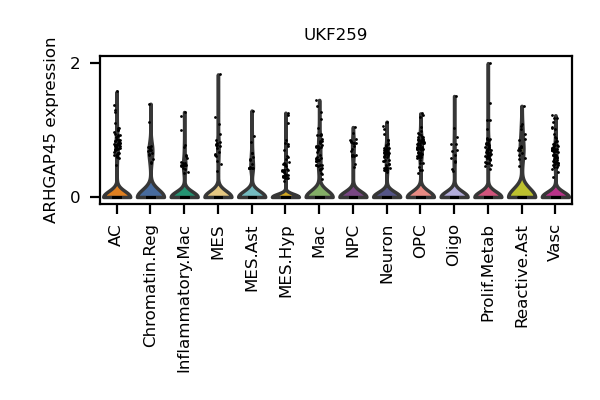 UKF259
ARHGAP45 expression
2
0
AC
Chromatin.Reg
Inflammatory.Mac
MES
MES.Ast
MES.Hyp
Mac
NPC
Neuron
OPC
Oligo
Prolif.Metab
Reactive.Ast
Vasc